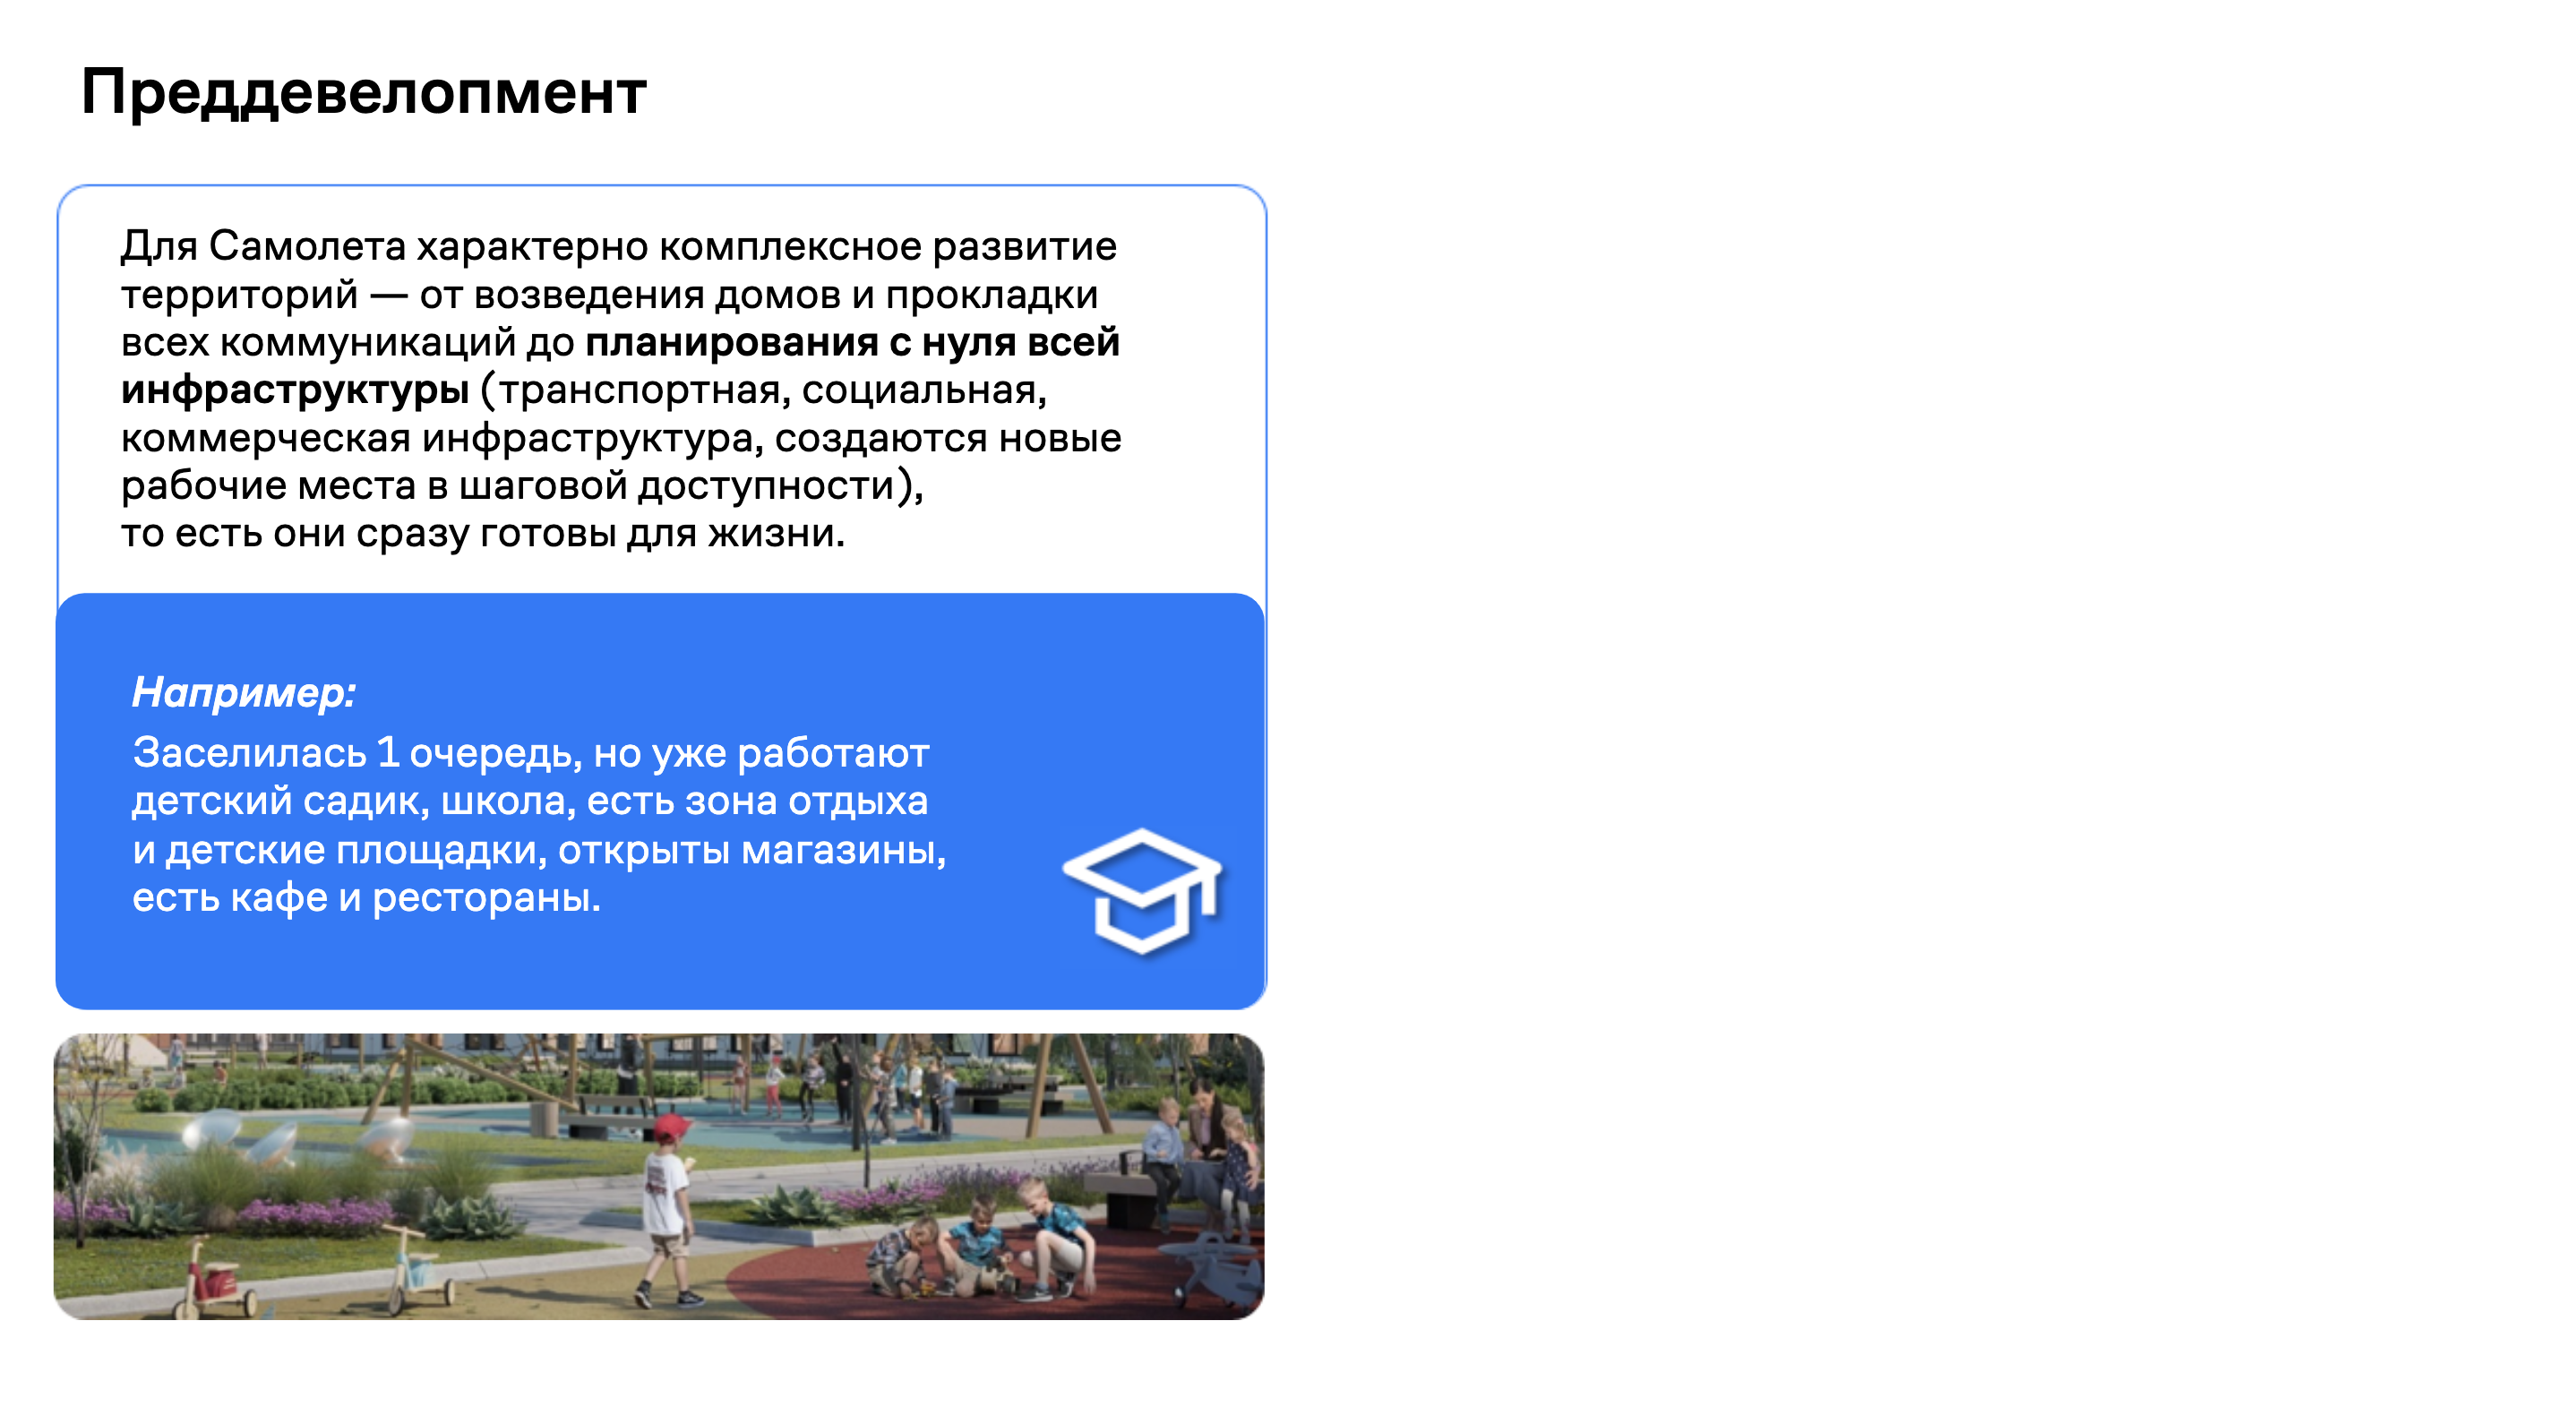 Преддевелопмент
Для Самолета характерно комплексное развитие
территорий — от возведения домов и прокладки
всех коммуникаций до планирования с нуля всей
инфраструктуры (транспортная, социальная,
коммерческая инфраструктура, создаются новые
рабочие места в шаговой доступности),
то есть они сразу готовы для жизни.
Например:
Заселилась 1 очередь, но уже работают
детский садик, школа, есть зона отдыха
и детские площадки, открыты магазины,
есть кафе и рестораны.